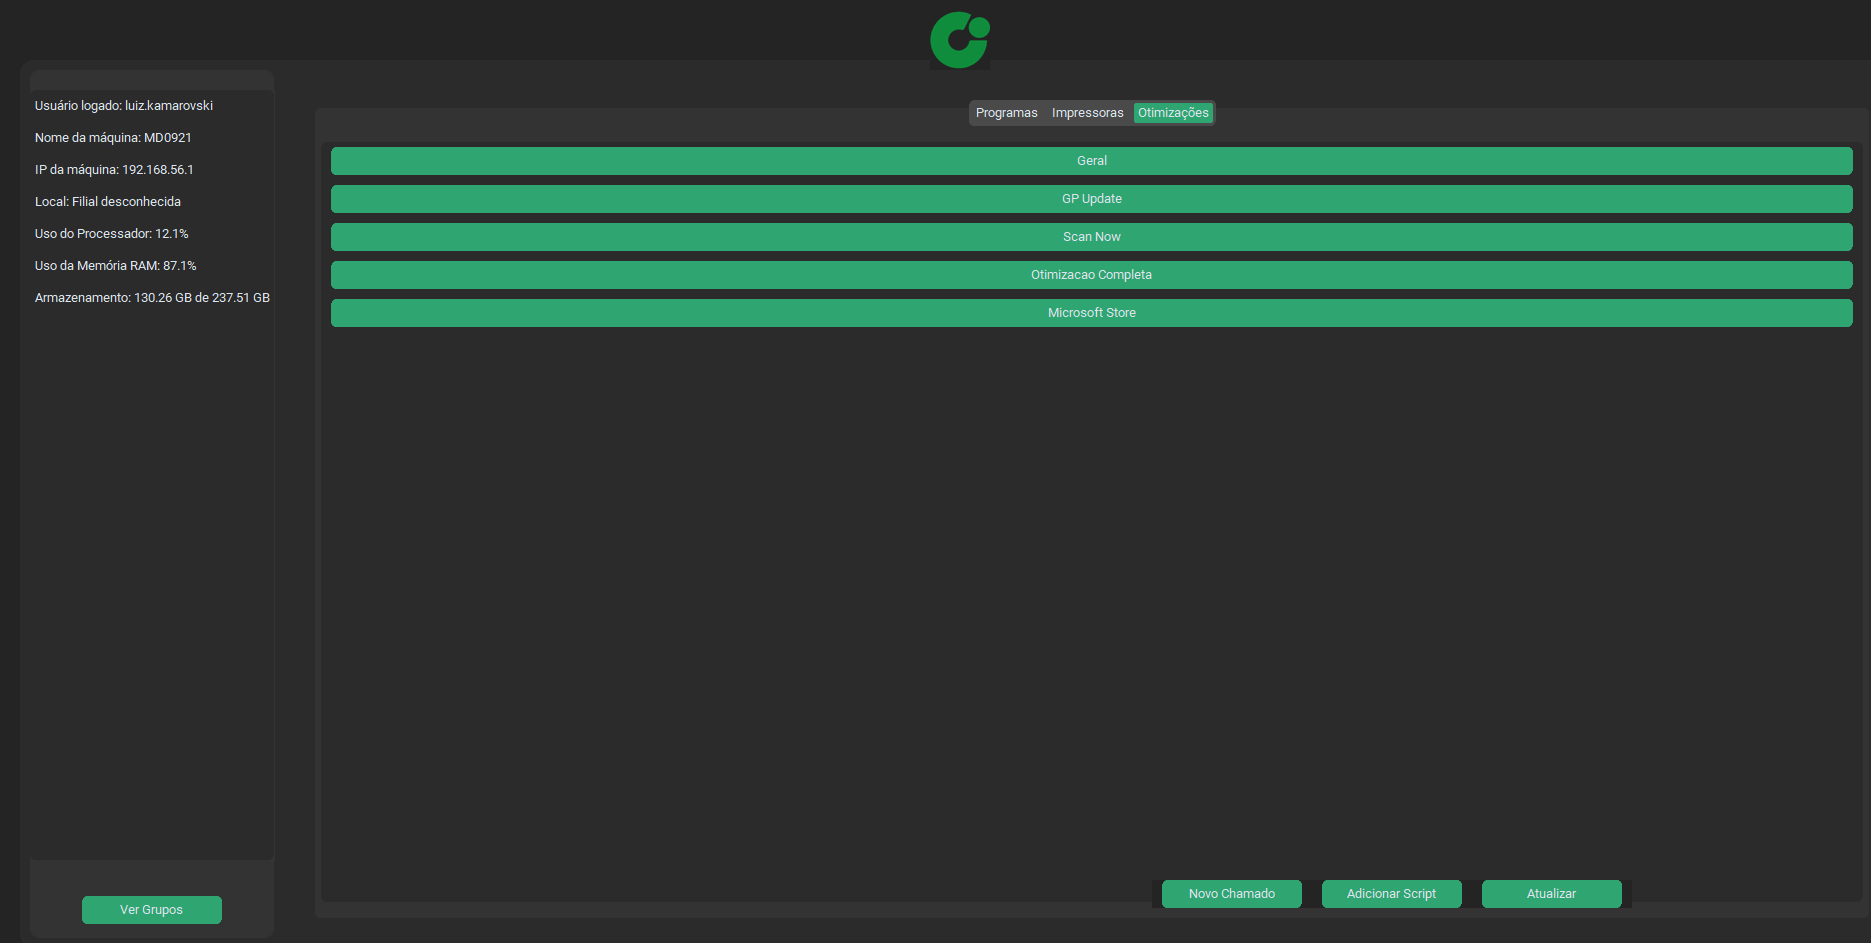 Usuário logado: luiz.kamarovski
Nome da máquina: MD0921
IP da máquina: 192.168.56.1
Local: Filial desconhecida
Uso do Processador: 12.1%
Uso da Memória RAM: 87.1%
Armazenamento: 130.26 GB de 237.51 GB
Ver Grupos
Programas Impressoras Otimizações
Geral
GP Update
Scan Now
Otimizacao Completa
Microsoft Store
Novo Chamado Adicionar Script Atualizar